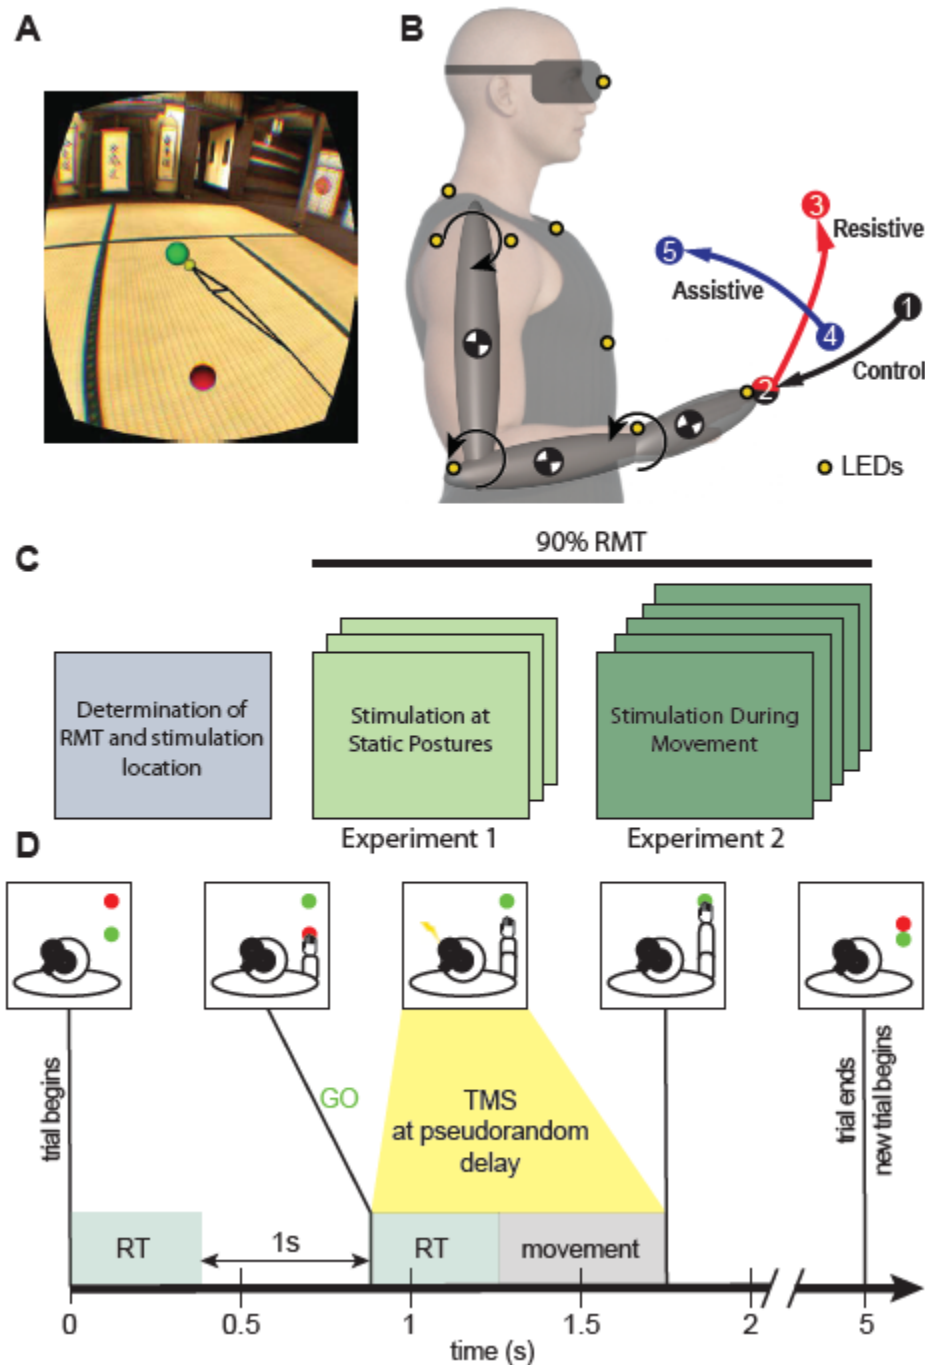 A
B
3
Resistive
5
Assistive
1
4
2
Control
LEDs
C
90% RMT
Determination of
RMT and stimulation
location
Stimulation at
Static Postures
Stimulation During
Movement
Experiment 1
Experiment 2
D
trial begins
GO
TMS
at pseudorandom
delay
trial ends
new trial begins
RT
1s
RT
movement
0
0.5
1
1.5
2
5
time (s)